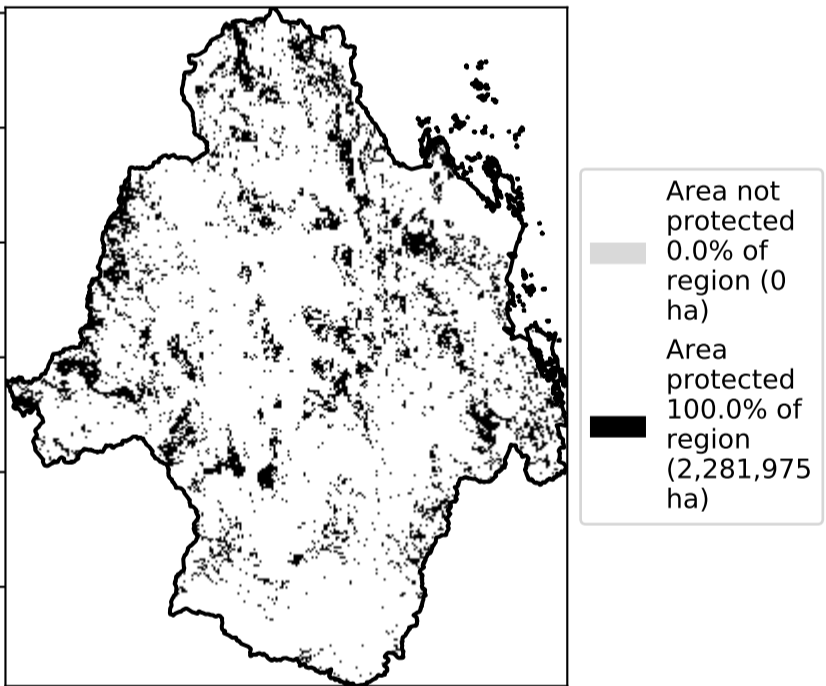 Area not
protected
0.0% of
region (0
ha)
Area
protected
100.0% of
region
(2,281,975
ha)